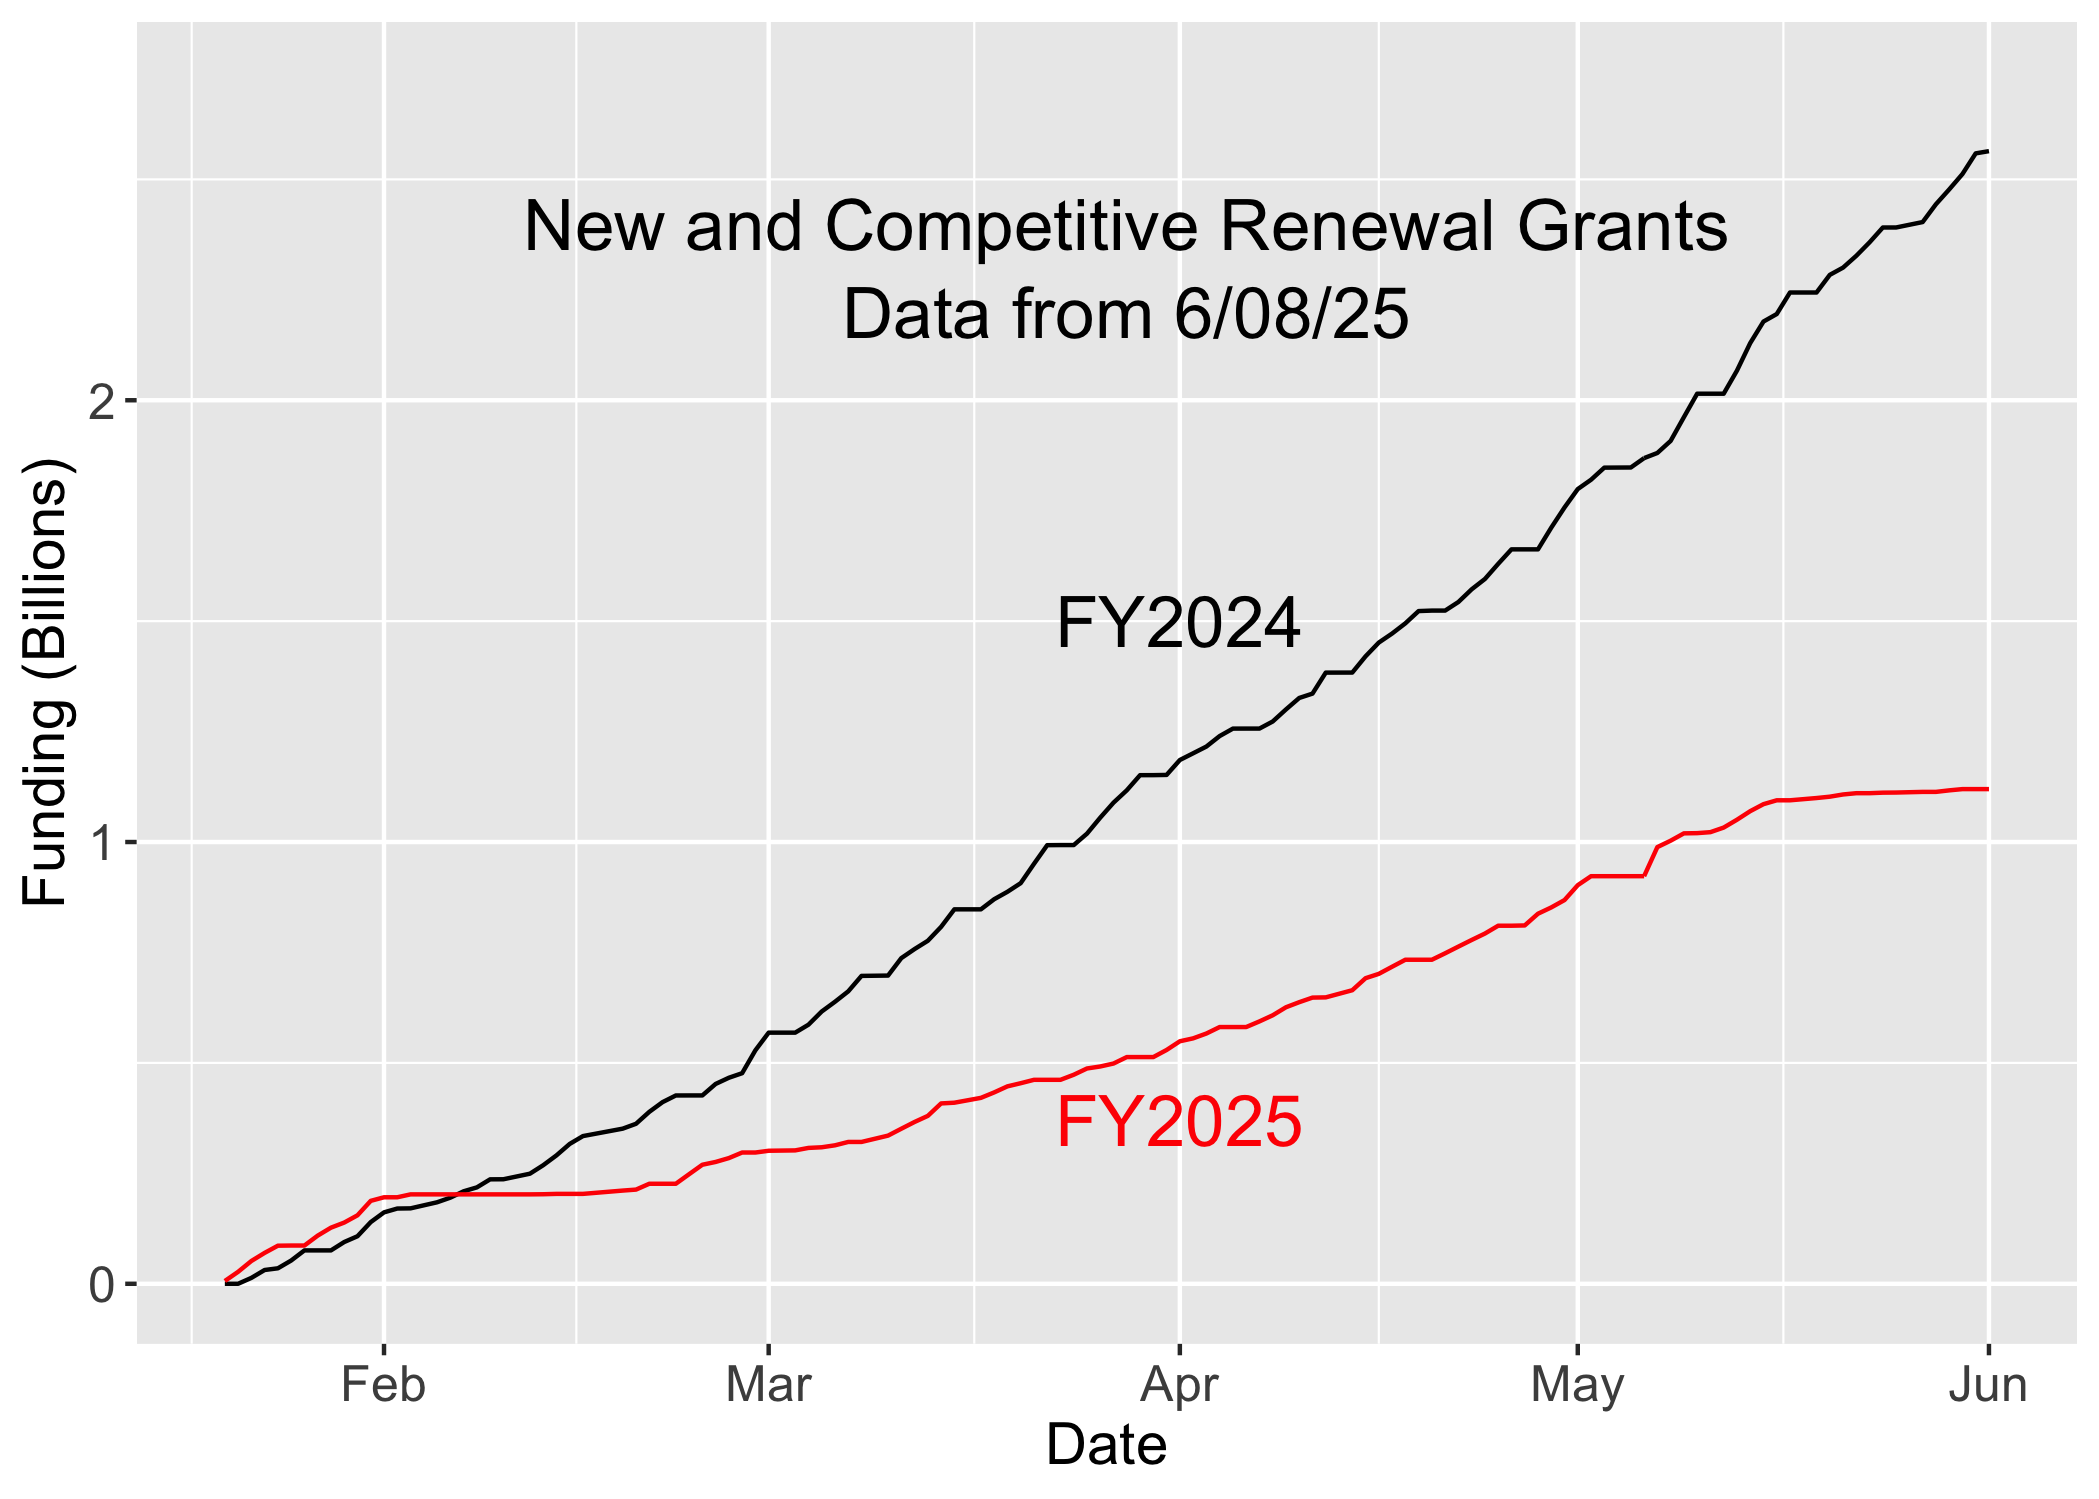 New and Competitive Renewal Grants
Data from 6/08/25
FY2024
FY2025
Funding (Billions)
2
1
0
Feb Mar Apr May Jun
Date